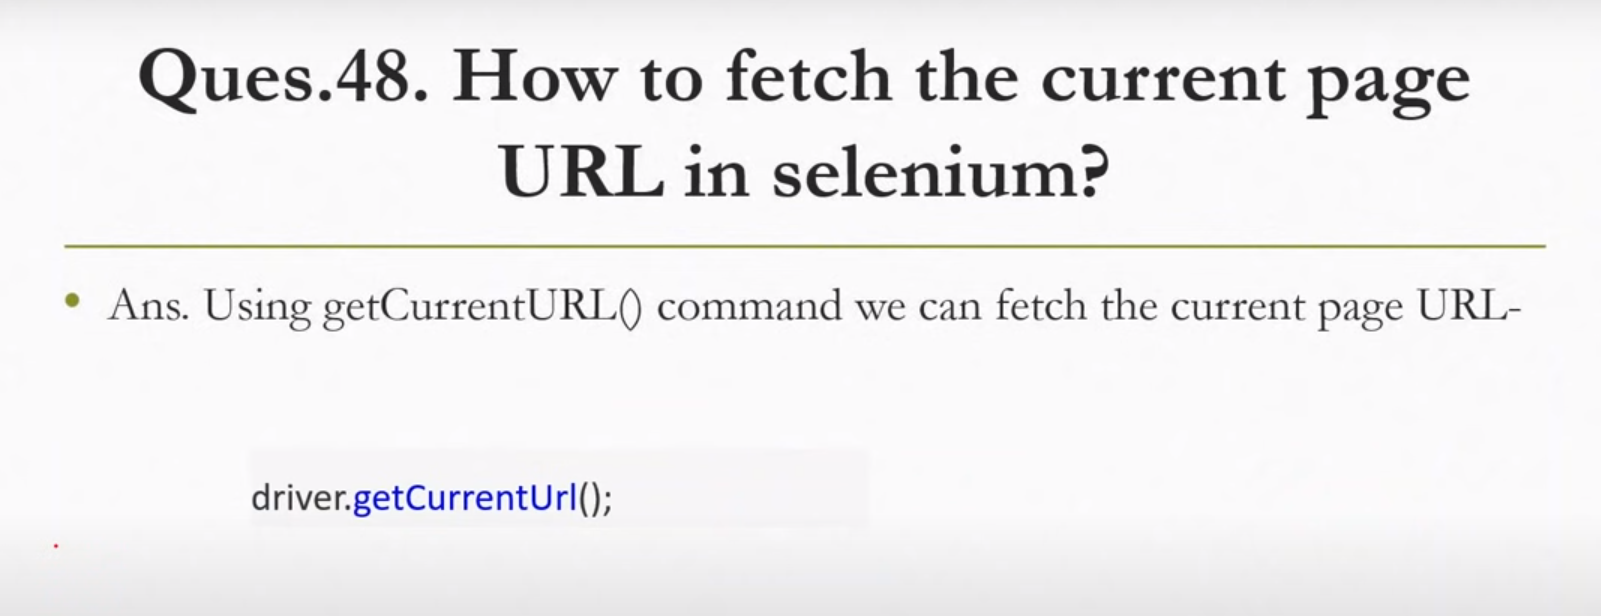 Ques.48. How to fetch the current page
URL in selenium?
• Ans. Using getCurrentURL() command we can fetch the current page URL-
driver.getCurrentUrl();